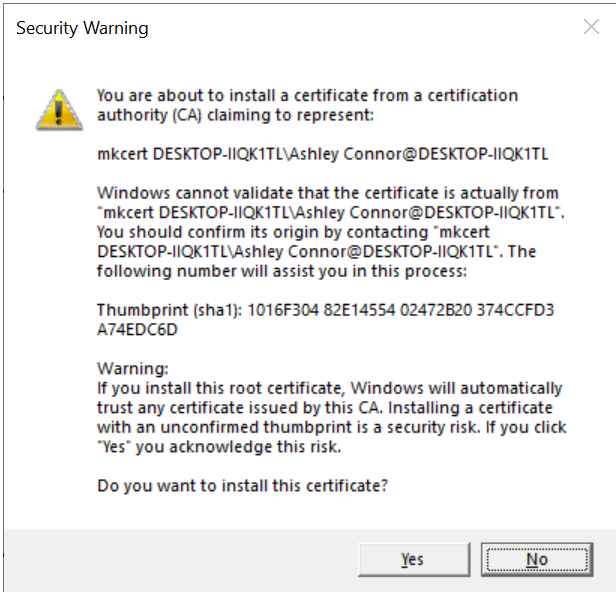 Security Warning
You are about to install a certificate from a certification
authority (CA) claiming to represent:
mkcert DESKTOP-IIQK1TL\Ashley Connor@DESKTOP-IIQK1TL
Windows cannot validate that the certificate is actually from
"mkcert DESKTOP-IIQK1TL\Ashley Connor@DESKTOP-IIQK1TL".
You should confirm its origin by contacting "mkcert
DESKTOP-IIQK1TL\Ashley Connor@DESKTOP-IIQK1TL". The
following number will assist you in this process:
Thumbprint (sha1): 1016F304 82E14554 02472B20 374CCFD3
A74EDC6D
Warning:
If you install this root certificate, Windows will automatically
trust any certificate issued by this CA. Installing a certificate
with an unconfirmed thumbprint is a security risk. If you click
"Yes" you acknowledge this risk.
Do you want to install this certificate?
Yes
No